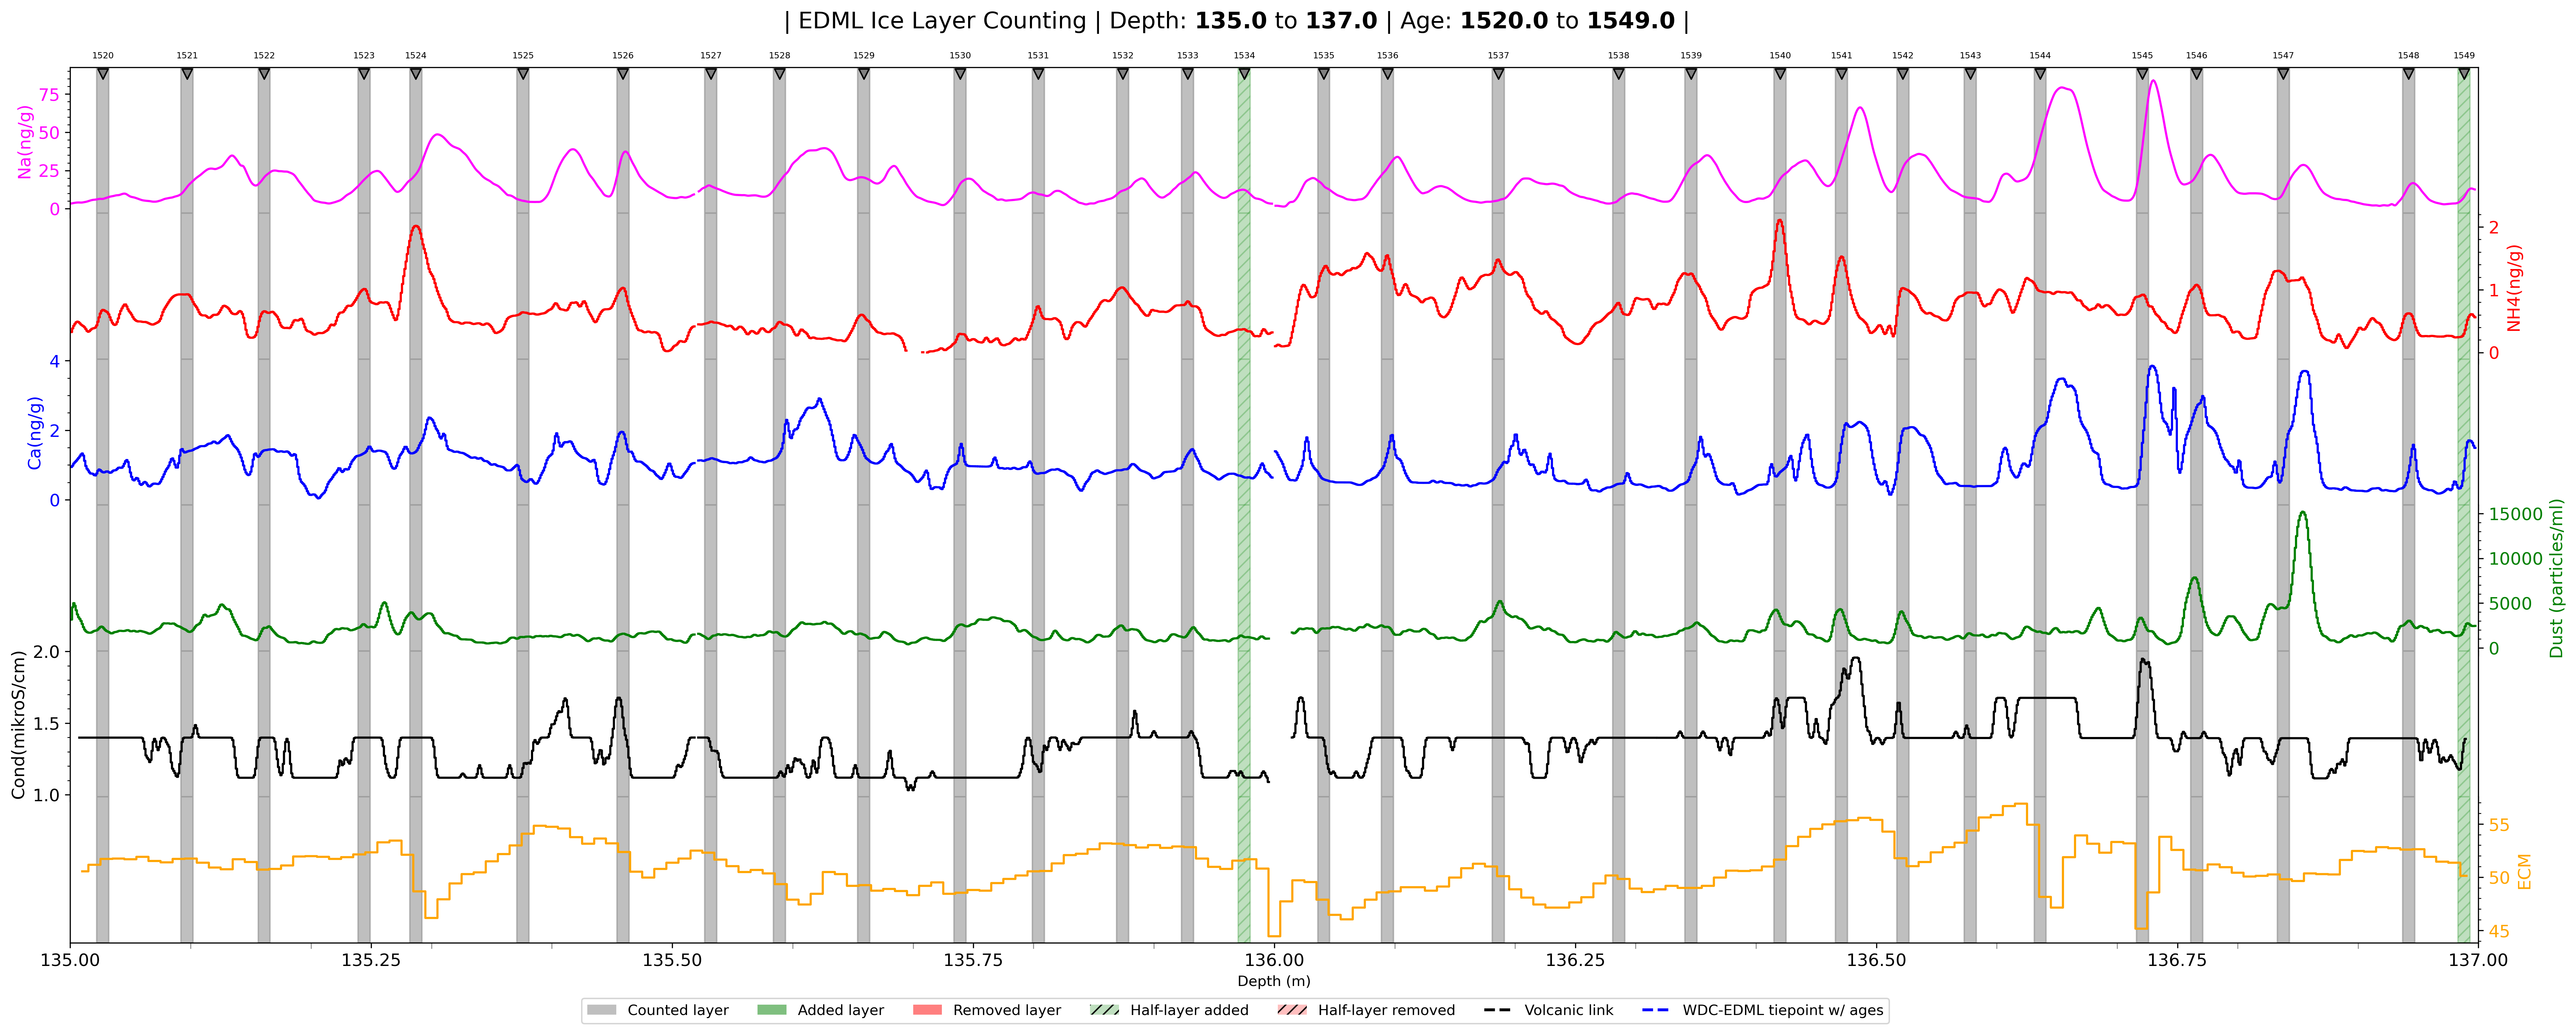 | EDML Ice Layer Counting | Depth: 135.0 to 137.0 | Age: 1520.0 to 1549.0 |
1520 1521 1522 1523 1524 1525 1526 1527 1528 1529 1530 1531 1532 1533 1534 1535 1536 1537 1538 1539 1540 1541 1542 1543 1544 1545 1546 1547 1548 1549
Na(ng/g)
75
50
25
0
NH4(ng/g)
2
1
0
Ca(ng/g)
4
2
0
Dust (particles/ml)
15000
10000
5000
0
Cond(mikroS/cm)
2.0
1.5
1.0
ECM
55
50
45
135.00 135.25 135.50 135.75 136.00 136.25 136.50 136.75 137.00
Depth (m)
Counted layer Added layer Removed layer Half-layer added Half-layer removed Volcanic link WDC-EDML tiepoint w/ ages